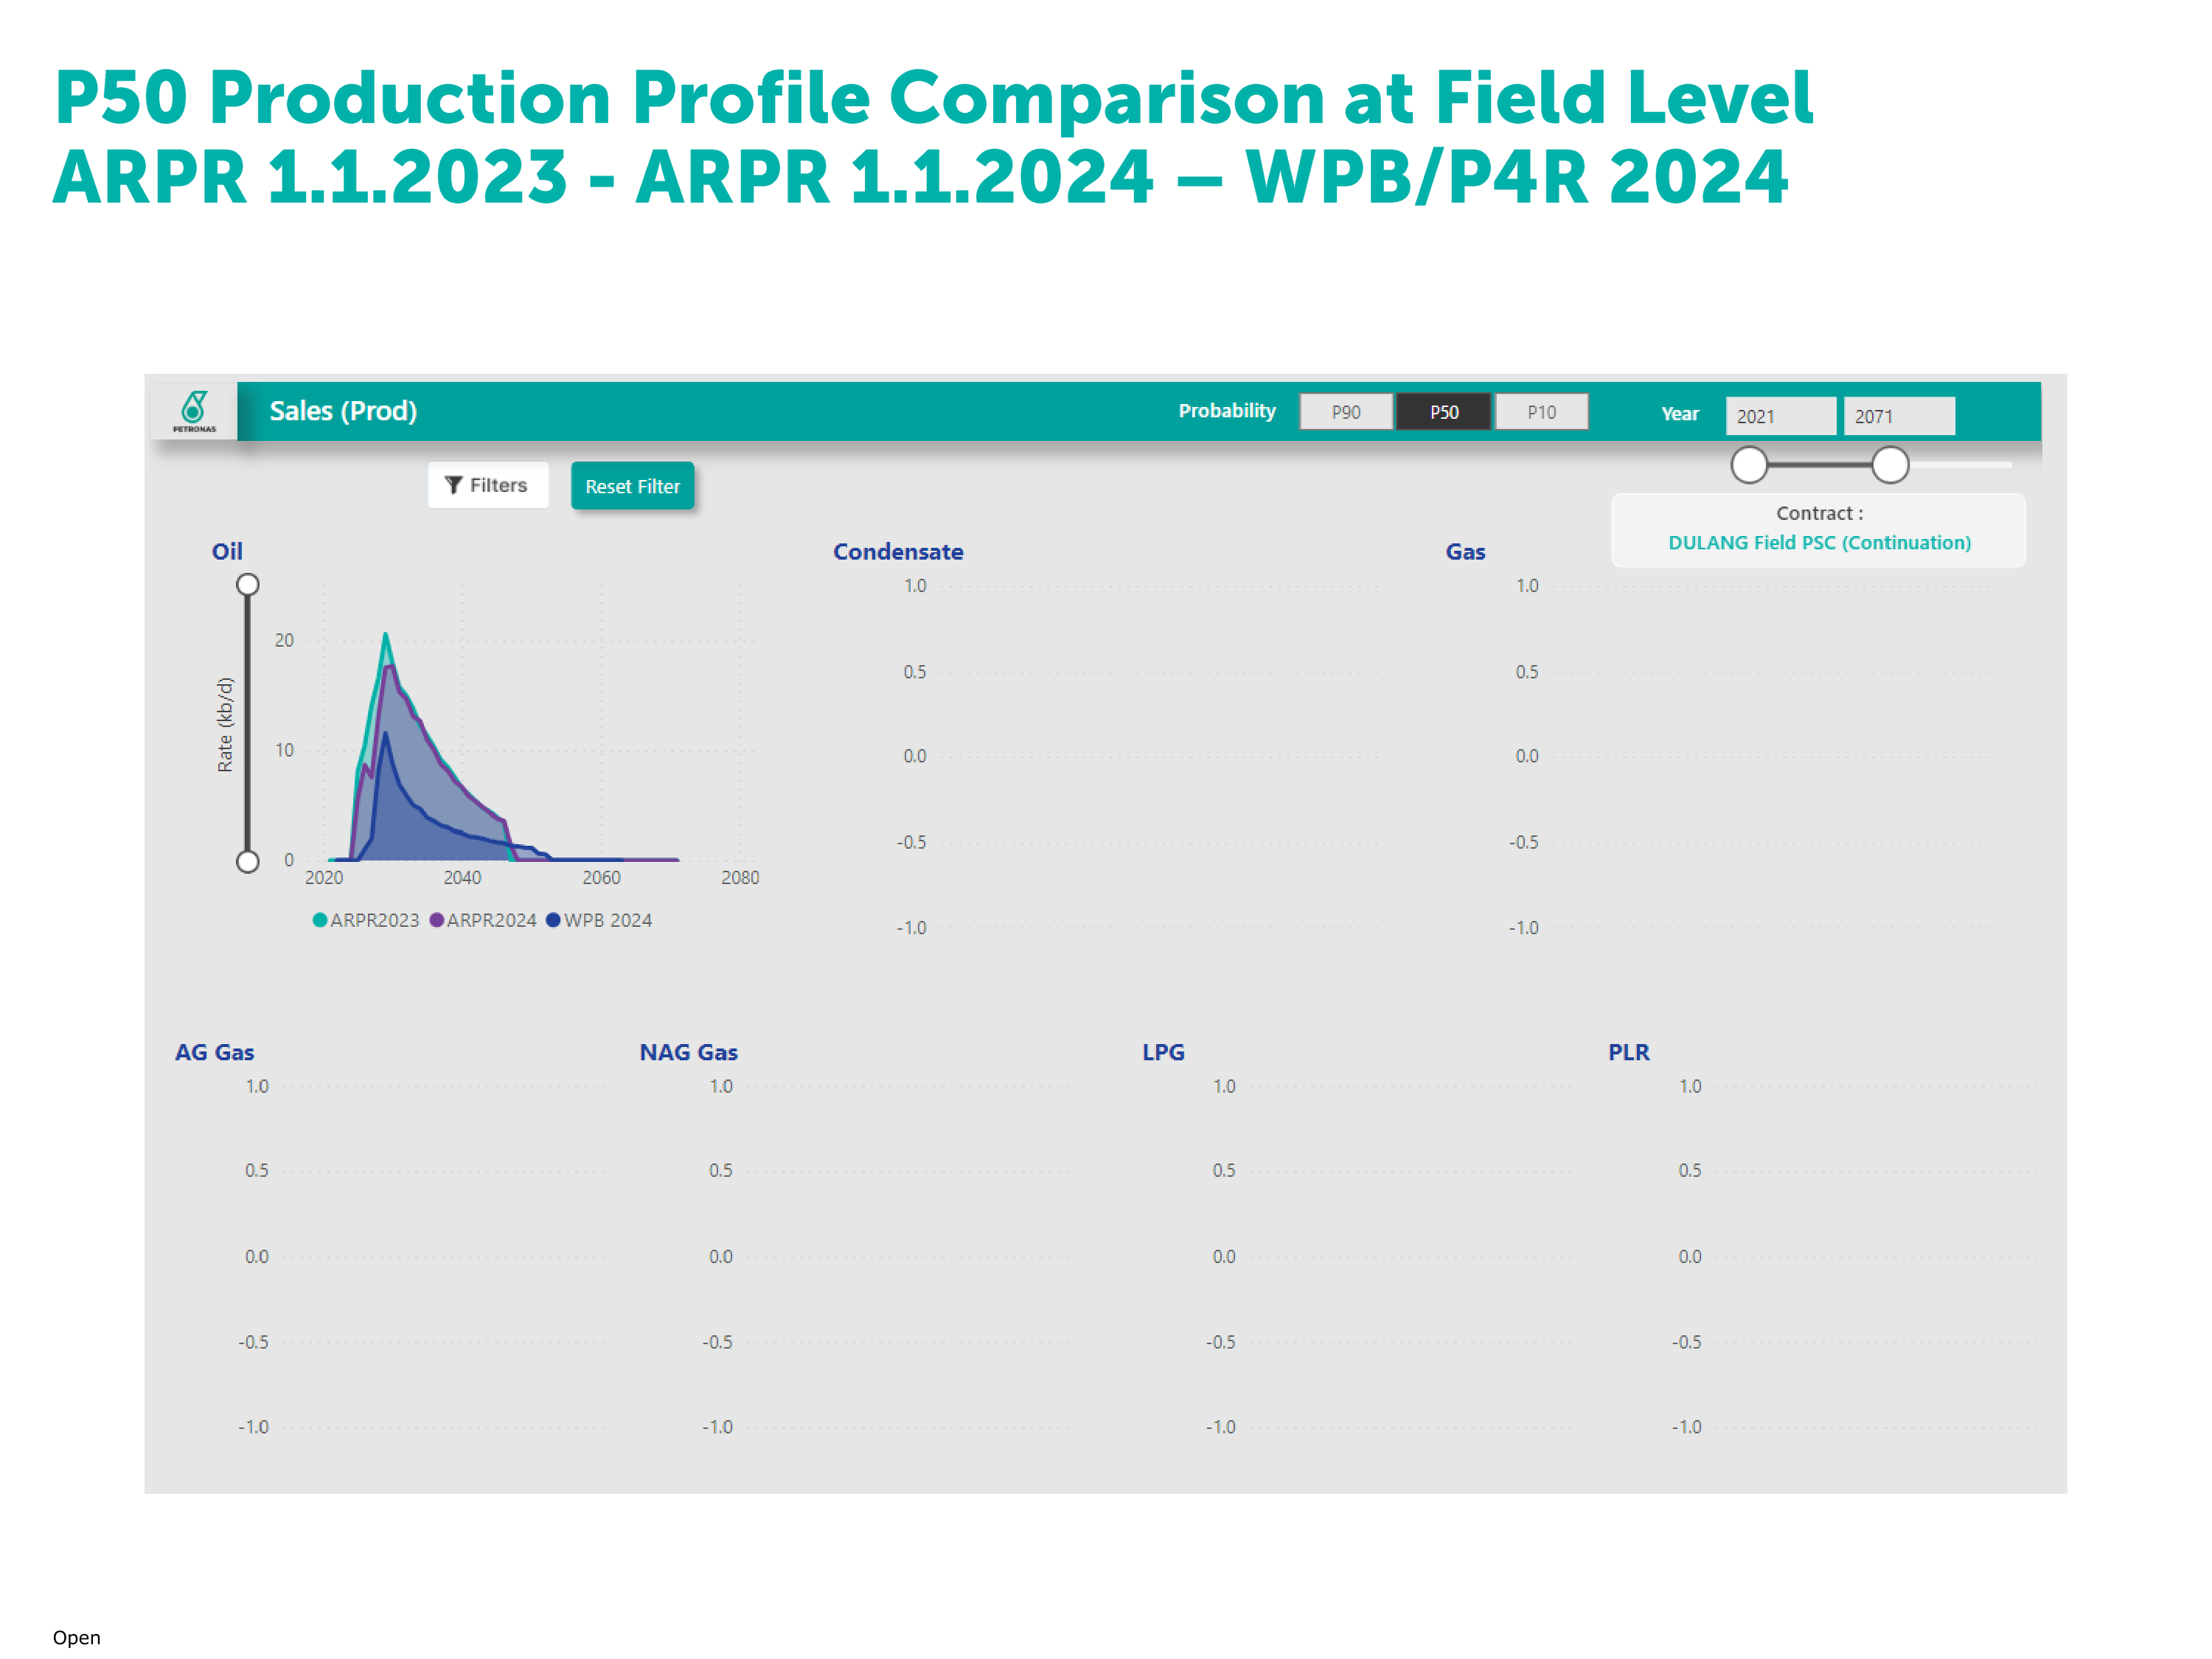 P50 Production Profile Comparison at Field Level
ARPR 1.1.2023 - ARPR 1.1.2024 – WPB/P4R 2024
PETRONAS
Sales (Prod)
Probability
P90
P50
P10
Year
2021
2071
Filters
Reset Filter
Contract :
DULANG Field PSC (Continuation)
Oil
Rate (kb/d)
20
10
0
2020
2040
2060
2080
ARPR2023
ARPR2024
WPB 2024
Condensate
1.0
0.5
0.0
-0.5
-1.0
Gas
1.0
0.5
0.0
-0.5
-1.0
AG Gas
1.0
0.5
0.0
-0.5
-1.0
NAG Gas
1.0
0.5
0.0
-0.5
-1.0
LPG
1.0
0.5
0.0
-0.5
-1.0
PLR
1.0
0.5
0.0
-0.5
-1.0
Open